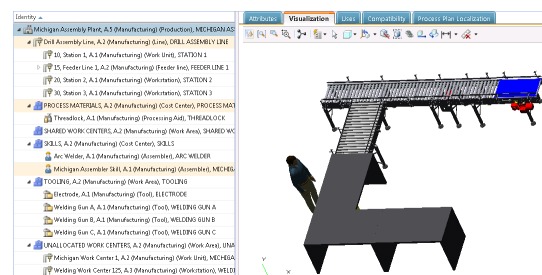 Identity
Attributes Visualization Uses Compatibility Process Plan Localization
Michigan Assembly Plant, A.5 (Manufacturing) (Production), MICHIGAN ASS
Drill Assembly Line, A.2 (Manufacturing) (Line), DRILL ASSEMBLY LINE
10, Station 1, A.1 (Manufacturing) (Work Unit), STATION 1
15, Feeder Line 1, A.2 (Manufacturing) (Feeder line), FEEDER LINE 1
20, Station 2, A.2 (Manufacturing) (Workstation), STATION 2
30, Station 3, A.1 (Manufacturing) (Workstation), STATION 3
PROCESS MATERIALS, A.2 (Manufacturing) (Cost Center), PROCESS MAT
Threadlock, A.1 (Manufacturing) (Processing Aid), THREADLOCK
SHARED WORK CENTERS, A.2 (Manufacturing) (Work Area), SHARED WO
SKILLS, A.2 (Manufacturing) (Cost Center), SKILLS
Arc Welder, A.1 (Manufacturing) (Assembler), ARC WELDER
Michigan Assembler Skill, A.1 (Manufacturing) (Assembler), MICHIGA
TOOLING, A.2 (Manufacturing) (Work Area), TOOLING
Electrode, A.1 (Manufacturing) (Tool), ELECTRODE
Welding Gun A, A.1 (Manufacturing) (Tool), WELDING GUN A
Welding Gun B, A.1 (Manufacturing) (Tool), WELDING GUN B
Welding Gun C, A.1 (Manufacturing) (Tool), WELDING GUN C
UNALLOCATED WORK CENTERS, A.2 (Manufacturing) (Work Area), UNA
Michigan Work Center 1, A.2 (Manufacturing) (Work Unit), MICHIG
Welding Work Center 125, A.3 (Manufacturing) (Workstation), WELD
Y
X